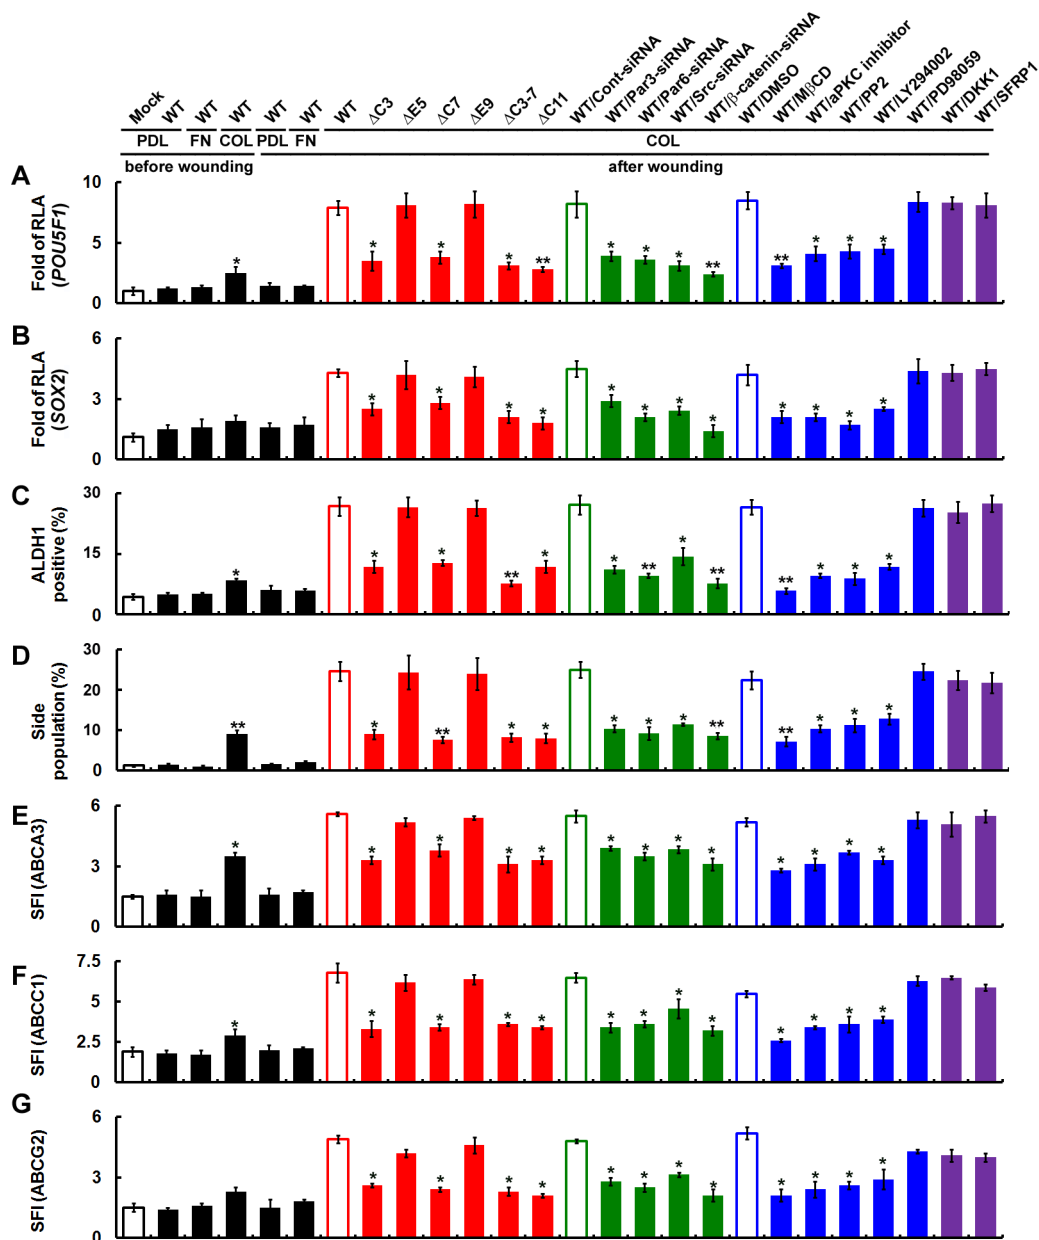 Mock
WT
WT
WT
WT
WT
WT
ΔC3
ΔE5
ΔC7
ΔE9
ΔC3-7
ΔC11
WT/Cont-siRNA
WT/Par3-siRNA
WT/Par6-siRNA
WT/Src-siRNA
WT/β-catenin-siRNA
WT/DMSO
WT/MβCD
WT/aPKC inhibitor
WT/PP2
WT/LY294002
WT/PD98059
WT/DKK1
WT/SFRP1
PDL FN COL PDL FN COL
before wounding after wounding
A
Fold of RLA
(POU5F1)
10
5
0
* * * * ** * * * ** ** * * *
B
Fold of RLA
(SOX2)
6
3
0
* * * * * * * * * * * *
C
ALDH1
positive (%)
30
15
0
* * * ** * * ** * ** ** * * *
D
Side
population (%)
30
20
10
0
** * ** * * * * * ** ** * * *
E
SFI (ABCA3)
6
3
0
* * * * * * * * * * * * *
F
SFI (ABCC1)
7.5
5
2.5
0
* * * * * * * * * * * * *
G
SFI (ABCG2)
6
3
0
* * * * * * * * * * * *